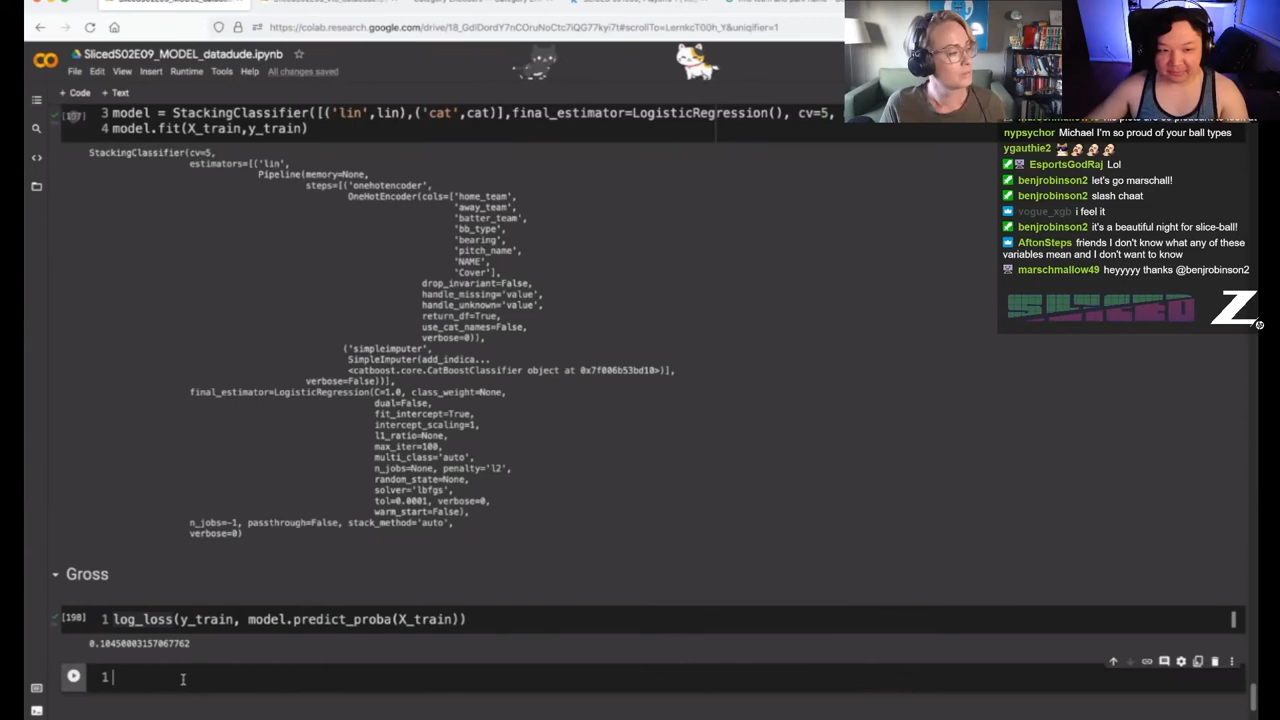 https://colab.research.google.com/drive/18_GdlDordY7nCOruNoCtc7iQG77kyi7t#scrollTo=LernkcT00h_Y&uniqifier=1
SlicedS02E09_MODEL_datadude.ipynb
File Edit View Insert Runtime Tools Help All changes saved
+ Code + Text
3 model = StackingClassifier([('lin',lin),('cat',cat)],final_estimator=LogisticRegression(), cv=5,
4 model.fit(X_train,y_train)
StackingClassifier(cv=5,
estimators=[('lin',
Pipeline(memory=None,
steps=[('onehotencoder',
OneHotEncoder(cols=['home_team',
'away_team',
'batter_team',
'bb_type',
'bearing',
'pitch_name',
'NAME',
'Cover'],
drop_invariant=False,
handle_missing='value',
handle_unknown='value',
return_df=True,
use_cat_names=False,
verbose=0)),
('simpleimputer',
SimpleImputer(add_indica...
<catboost.core.CatBoostClassifier object at 0x7f006b53bd10>)],
verbose=False))],
final_estimator=LogisticRegression(C=1.0, class_weight=None,
dual=False,
fit_intercept=True,
intercept_scaling=1,
l1_ratio=None,
max_iter=100,
multi_class='auto',
n_jobs=None, penalty='l2',
random_state=None,
solver='lbfgs',
tol=0.0001, verbose=0,
warm_start=False),
n_jobs=-1, passthrough=False, stack_method='auto',
verbose=0)
Gross
[198] 1 log_loss(y_train, model.predict_proba(X_train))
0.10450003157067762
1
nypsychor Michael I'm so proud of your ball types
ygauthie2
EsportsGodRaj Lol
benjrobinson2 let's go marschall!
benjrobinson2 slash chaat
vogue_xgb i feel it
benjrobinson2 it's a beautiful night for slice-ball!
AftonSteps friends I don't know what any of these
variables mean and I don't want to know
marschmallow49 heyyyyy thanks @benjrobinson2
SLICED